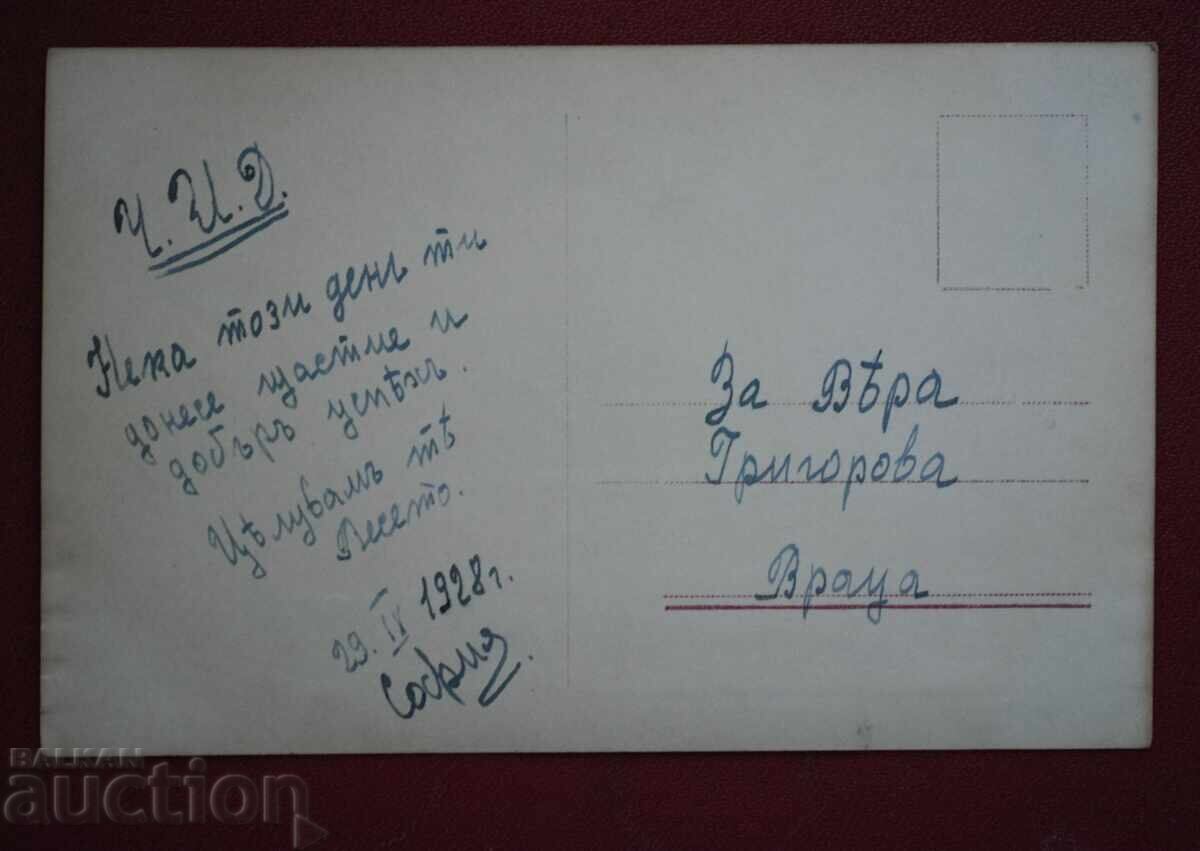 Ч. И. Д.
Нека този день ти
донесе щастие и
добъръ успѣхъ.
Цѣлувамъ тѣ
Весето.
29. IV 1928 г.
София.
За Вѣра
Григорова
Враца
BALKAN
auction